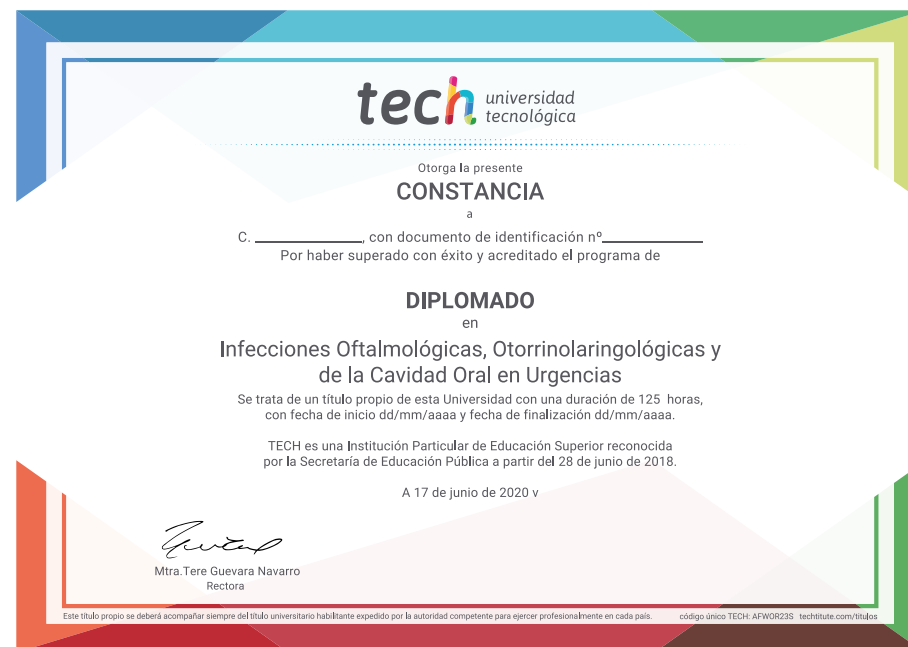 tech universidad
tecnológica
Otorga la presente
CONSTANCIA
a
C. ______________, con documento de identificación nº_____________
Por haber superado con éxito y acreditado el programa de
DIPLOMADO
en
Infecciones Oftalmológicas, Otorrinolaringológicas y
de la Cavidad Oral en Urgencias
Se trata de un título propio de esta Universidad con una duración de 125 horas,
con fecha de inicio dd/mm/aaaa y fecha de finalización dd/mm/aaaa.
TECH es una Institución Particular de Educación Superior reconocida
por la Secretaría de Educación Pública a partir del 28 de junio de 2018.
A 17 de junio de 2020 v
Mtra.Tere Guevara Navarro
Rectora
Este título propio se deberá acompañar siempre del título universitario habilitante expedido por la autoridad competente para ejercer profesionalmente en cada país. código único TECH: AFWOR23S techtitute.com/titulos